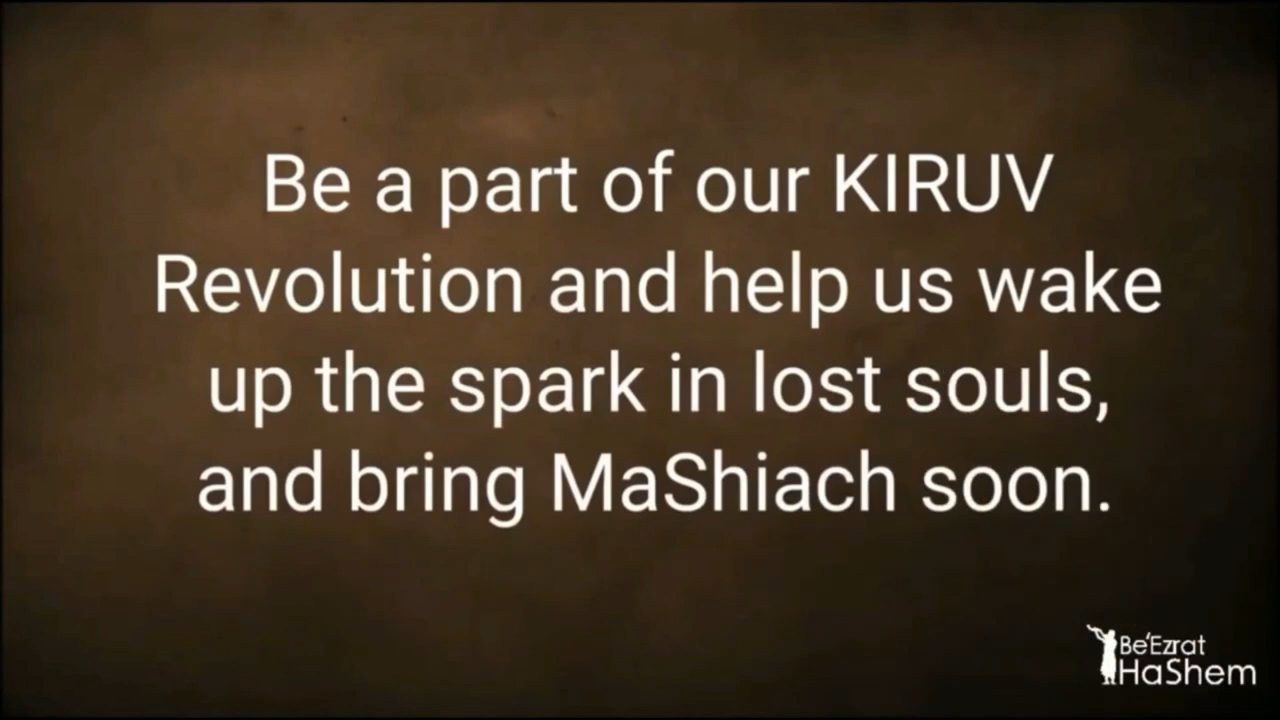 Be a part of our KIRUV
Revolution and help us wake
up the spark in lost souls,
and bring MaShiach soon.
Be'Ezrat
HaShem